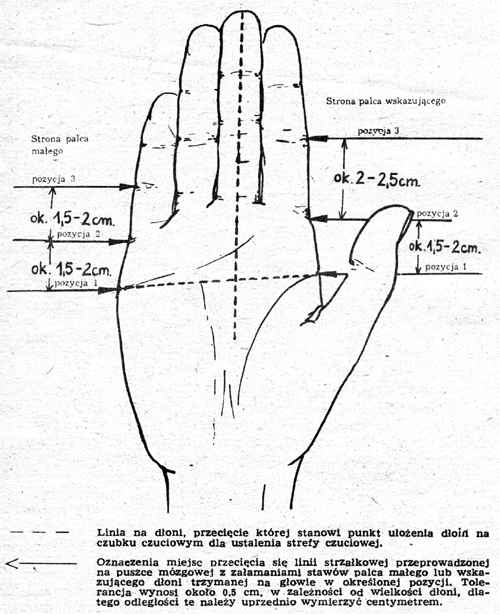 Strona palca wskazującego
pozycja 3
Strona palca
małego
pozycja 3
ok. 2-2,5cm.
ok. 1,5-2cm.
pozycja 2
pozycja 2
ok. 1,5-2cm.
ok. 1,5-2cm.
pozycja 1
pozycja 1
Linia na dłoni, przecięcie której stanowi punkt ułożenia dłoni na
czubku czuciowym dla ustalenia strefy czuciowej.
Oznaczenia miejsc przecięcia się linii strzałkowej przeprowadzonej
na puszce mózgowej z załamaniami stawów palca małego lub wska-
zującego dłoni trzymanej na głowie w określonej pozycji. Tole-
rancja wynosi około 0,5 cm, w zależności od wielkości dłoni, dla-
tego odległości te należy uprzednio wymierzyć centymetrem.